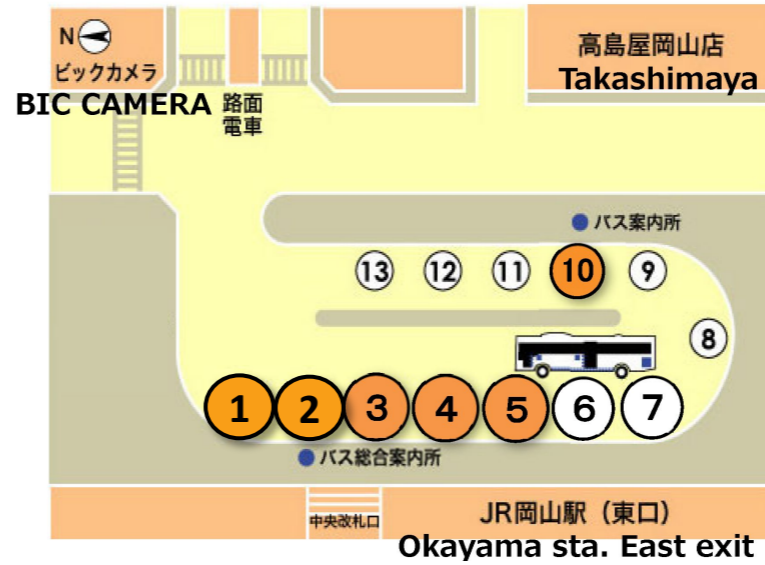 N
ビックカメラ
BIC CAMERA
路面
電車
高島屋岡山店
Takashimaya
バス案内所
13
12
11
10
9
8
1
2
3
4
5
6
7
バス総合案内所
中央改札口
JR岡山駅（東口）
Okayama sta. East exit